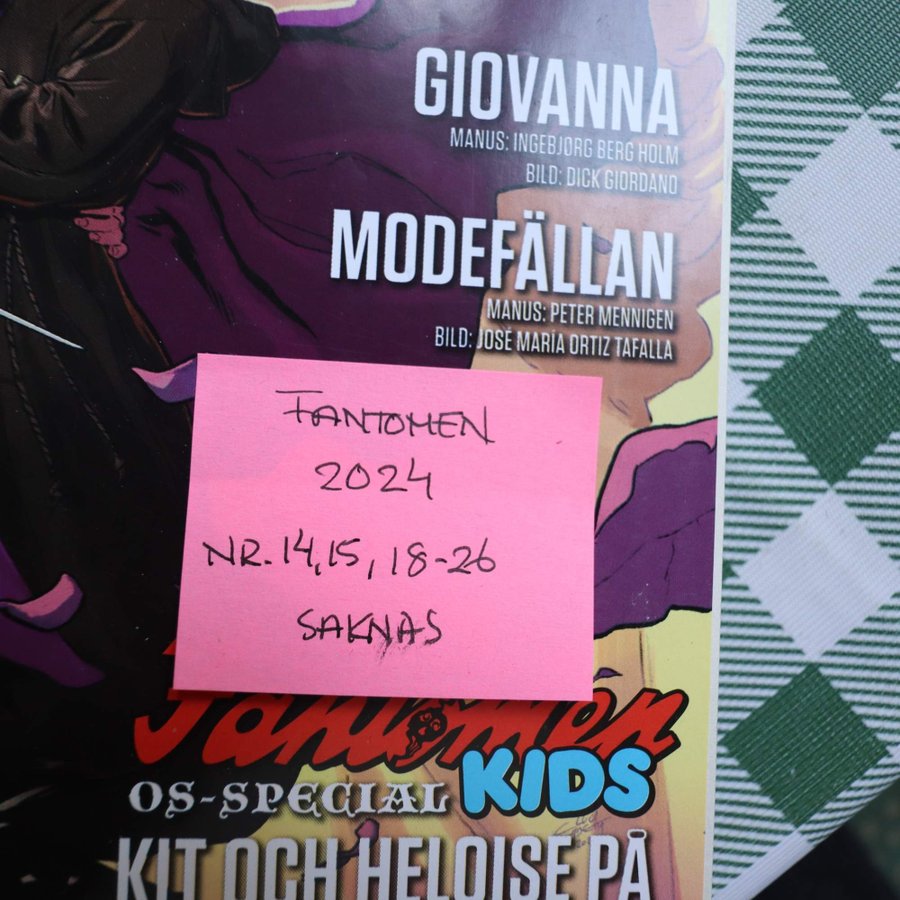 GIOVANNA
MANUS: INGEBJØRG BERG HOLM
BILD: DICK GIORDANO
MODEFÄLLAN
MANUS: PETER MENNIGEN
BILD: JOSÉ MARÍA ORTIZ TAFALLA
FANTOMEN
2024
NR. 14, 15, 18-26
SAKNAS
Fantomen
KIDS
OS-SPECIAL
KIT OCH HELOISE PÅ